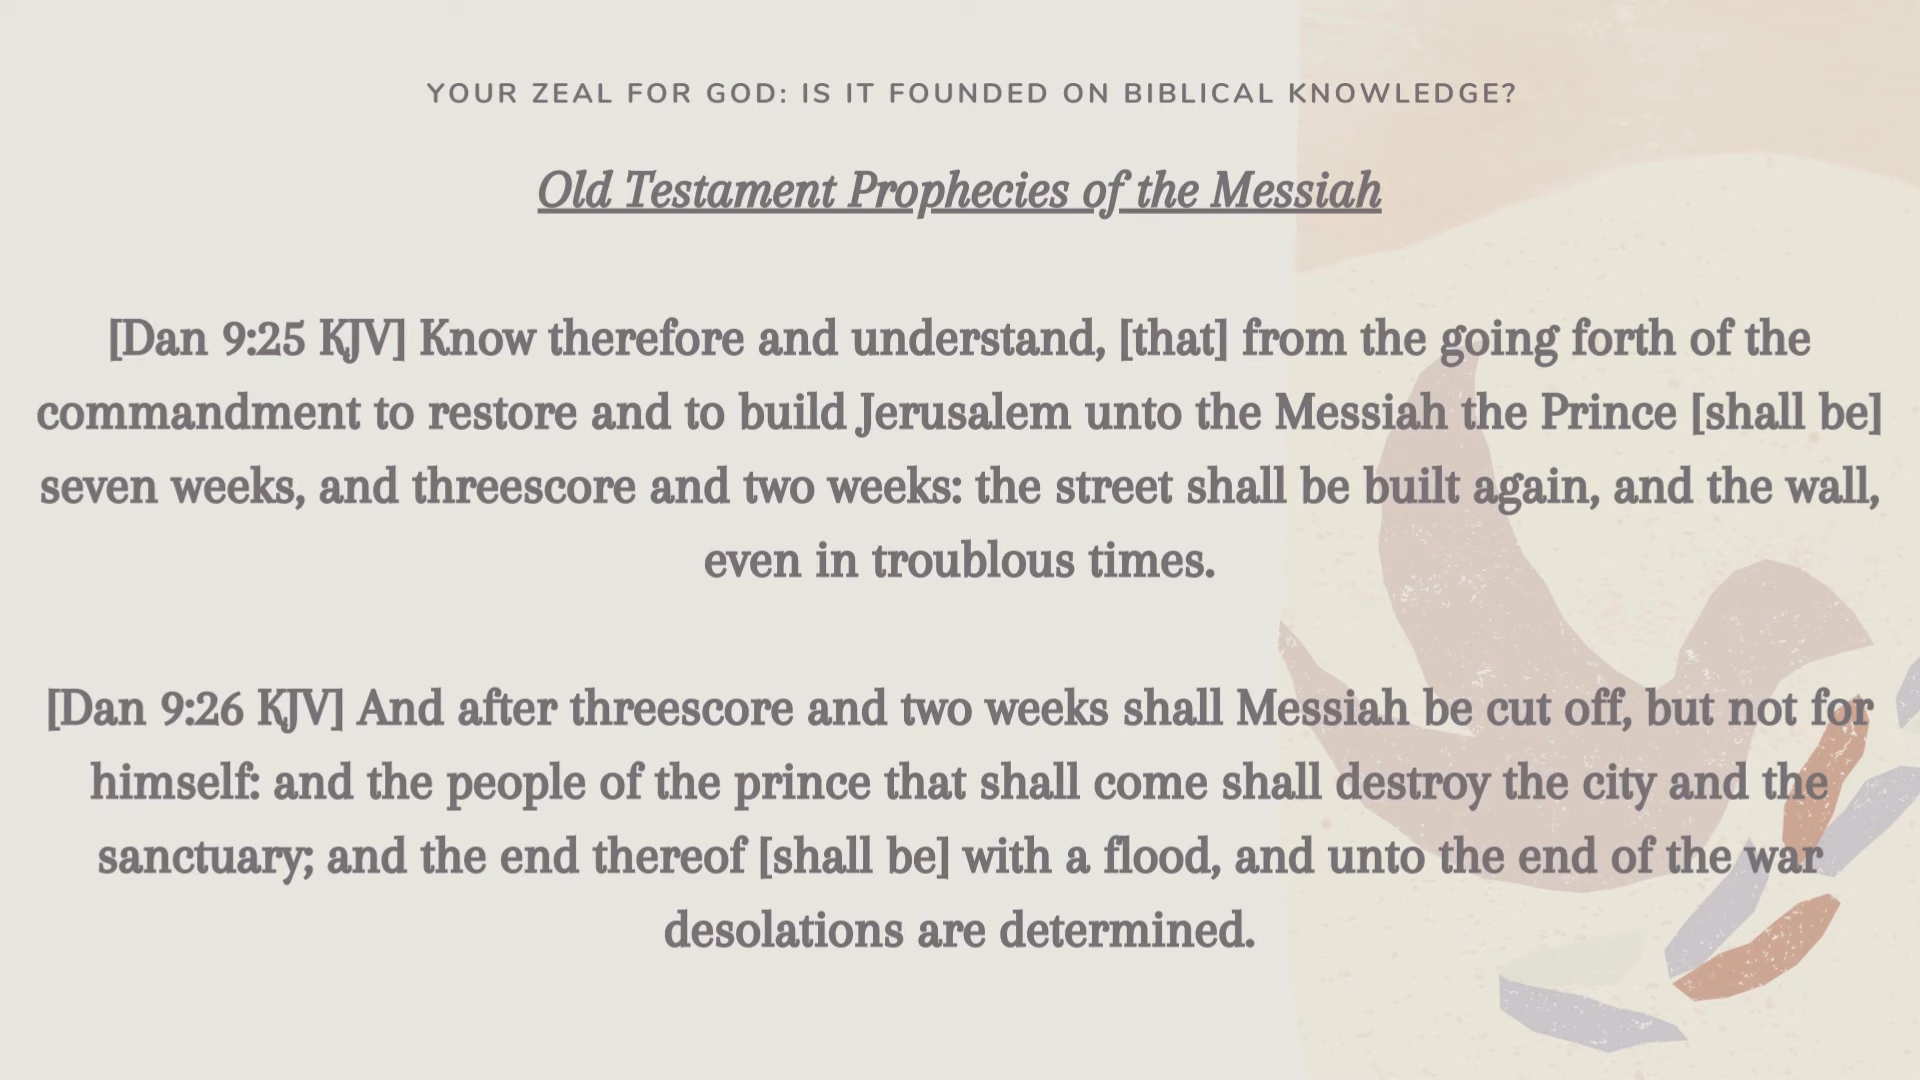 YOUR ZEAL FOR GOD: IS IT FOUNDED ON BIBLICAL KNOWLEDGE?
Old Testament Prophecies of the Messiah
[Dan 9:25 KJV] Know therefore and understand, [that] from the going forth of the
commandment to restore and to build Jerusalem unto the Messiah the Prince [shall be]
seven weeks, and threescore and two weeks: the street shall be built again, and the wall,
even in troublous times.
[Dan 9:26 KJV] And after threescore and two weeks shall Messiah be cut off, but not for
himself: and the people of the prince that shall come shall destroy the city and the
sanctuary; and the end thereof [shall be] with a flood, and unto the end of the war
desolations are determined.